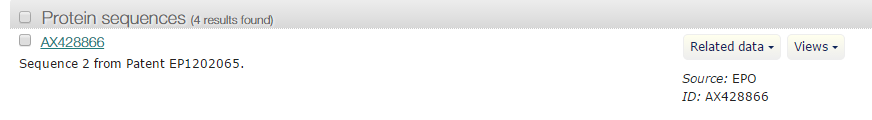 Protein sequences (4 results found)
AX428866
Related data Views
Sequence 2 from Patent EP1202065.
Source: EPO
ID: AX428866